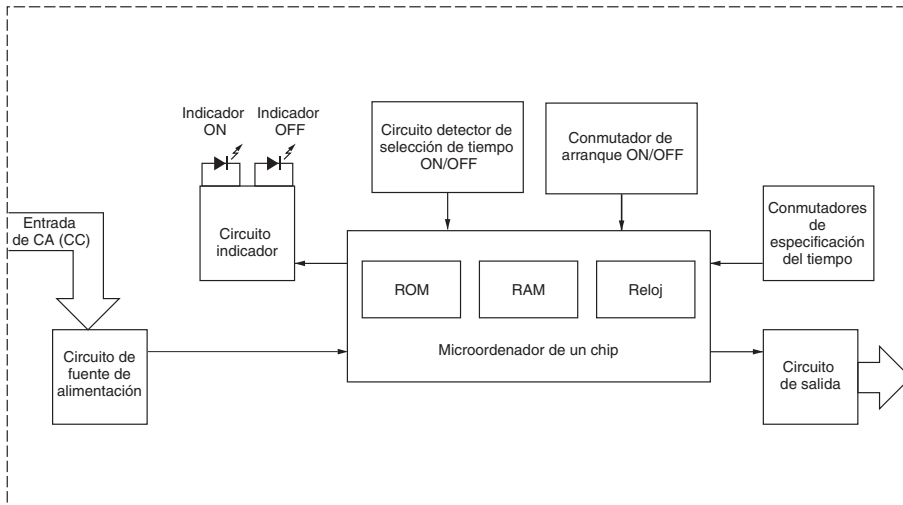 Indicador
ON
Indicador
OFF
Circuito detector de
selección de tiempo
ON/OFF
Conmutador de
arranque ON/OFF
Entrada
de CA (CC)
Circuito
indicador
Conmutadores
de
especificación
del tiempo
ROM
RAM
Reloj
Circuito de
fuente de
alimentación
Microordenador de un chip
Circuito
de salida